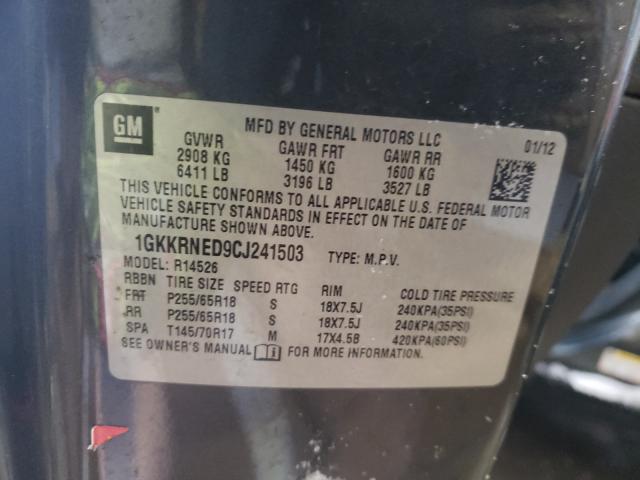 GM
MFD BY GENERAL MOTORS LLC
01/12
GVWR GAWR FRT GAWR RR
2908 KG 1450 KG 1600 KG
6411 LB 3196 LB 3527 LB
THIS VEHICLE CONFORMS TO ALL APPLICABLE U.S. FEDERAL MOTOR
VEHICLE SAFETY STANDARDS IN EFFECT ON THE DATE OF
MANUFACTURE SHOWN ABOVE.
1GKKRNED9CJ241503 TYPE: M.P.V.
MODEL: R14526
RBBN TIRE SIZE SPEED RTG RIM COLD TIRE PRESSURE
FRT P255/65R18 S 18X7.5J 240KPA(35PSI)
RR P255/65R18 S 18X7.5J 240KPA(35PSI)
SPA T145/70R17 M 17X4.5B 420KPA(60PSI)
SEE OWNER'S MANUAL FOR MORE INFORMATION.